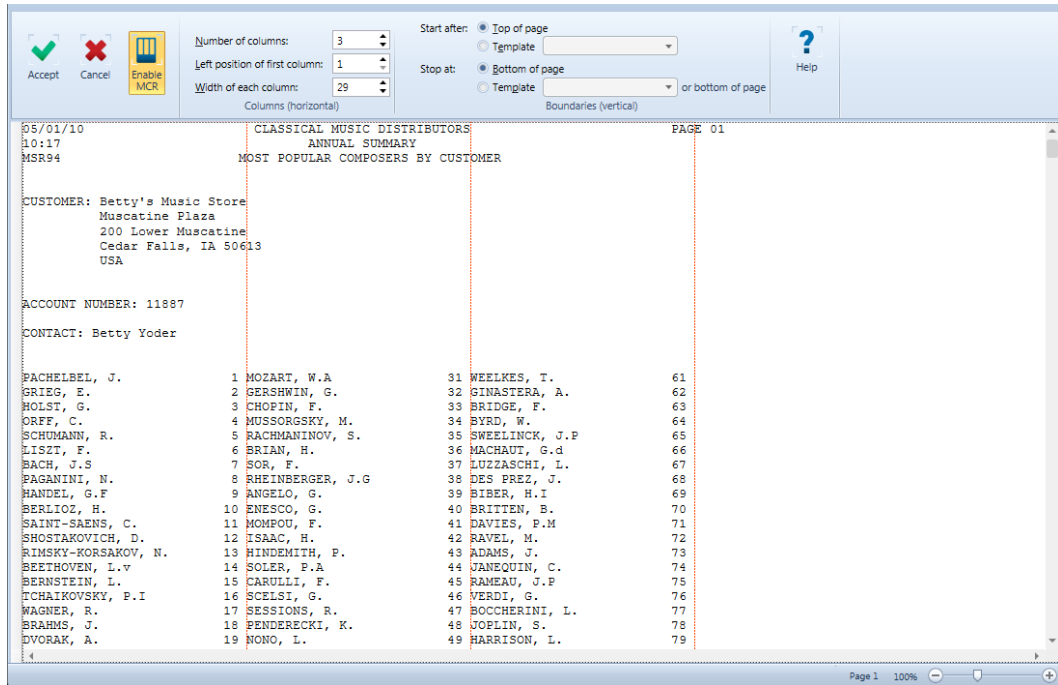 Accept
Cancel
Enable
MCR
Number of columns: 3
Left position of first column: 1
Width of each column: 29
Columns (horizontal)
Start after: Top of page
Template
Stop at: Bottom of page
Template or bottom of page
Boundaries (vertical)
?
Help
05/01/10 CLASSICAL MUSIC DISTRIBUTORS PAGE 01
10:17 ANNUAL SUMMARY
MSR94 MOST POPULAR COMPOSERS BY CUSTOMER
CUSTOMER: Betty's Music Store
Muscatine Plaza
200 Lower Muscatine
Cedar Falls, IA 50613
USA
ACCOUNT NUMBER: 11887
CONTACT: Betty Yoder
PACHELBEL, J. 1 MOZART, W.A 31 WEELKES, T. 61
GRIEG, E. 2 GERSHWIN, G. 32 GINASTERA, A. 62
HOLST, G. 3 CHOPIN, F. 33 BRIDGE, F. 63
ORFF, C. 4 MUSSORGSKY, M. 34 BYRD, W. 64
SCHUMANN, R. 5 RACHMANINOV, S. 35 SWEELINCK, J.P 65
LISZT, F. 6 BRIAN, H. 36 MACHAUT, G.d 66
BACH, J.S 7 SOR, F. 37 LUZZASCHI, L. 67
PAGANINI, N. 8 RHEINBERGER, J.G 38 DES PREZ, J. 68
HANDEL, G.F 9 ANGELO, G. 39 BIBER, H.I 69
BERLIOZ, H. 10 ENESCO, G. 40 BRITTEN, B. 70
SAINT-SAENS, C. 11 MOMPOU, F. 41 DAVIES, P.M 71
SHOSTAKOVICH, D. 12 ISAAC, H. 42 RAVEL, M. 72
RIMSKY-KORSAKOV, N. 13 HINDEMITH, P. 43 ADAMS, J. 73
BEETHOVEN, L.v 14 SOLER, P.A 44 JANEQUIN, C. 74
BERNSTEIN, L. 15 CARULLI, F. 45 RAMEAU, J.P 75
TCHAIKOVSKY, P.I 16 SCELSI, G. 46 VERDI, G. 76
WAGNER, R. 17 SESSIONS, R. 47 BOCCHERINI, L. 77
BRAHMS, J. 18 PENDERECKI, K. 48 JOPLIN, S. 78
DVORAK, A. 19 NONO, L. 49 HARRISON, L. 79
Page 1 100%